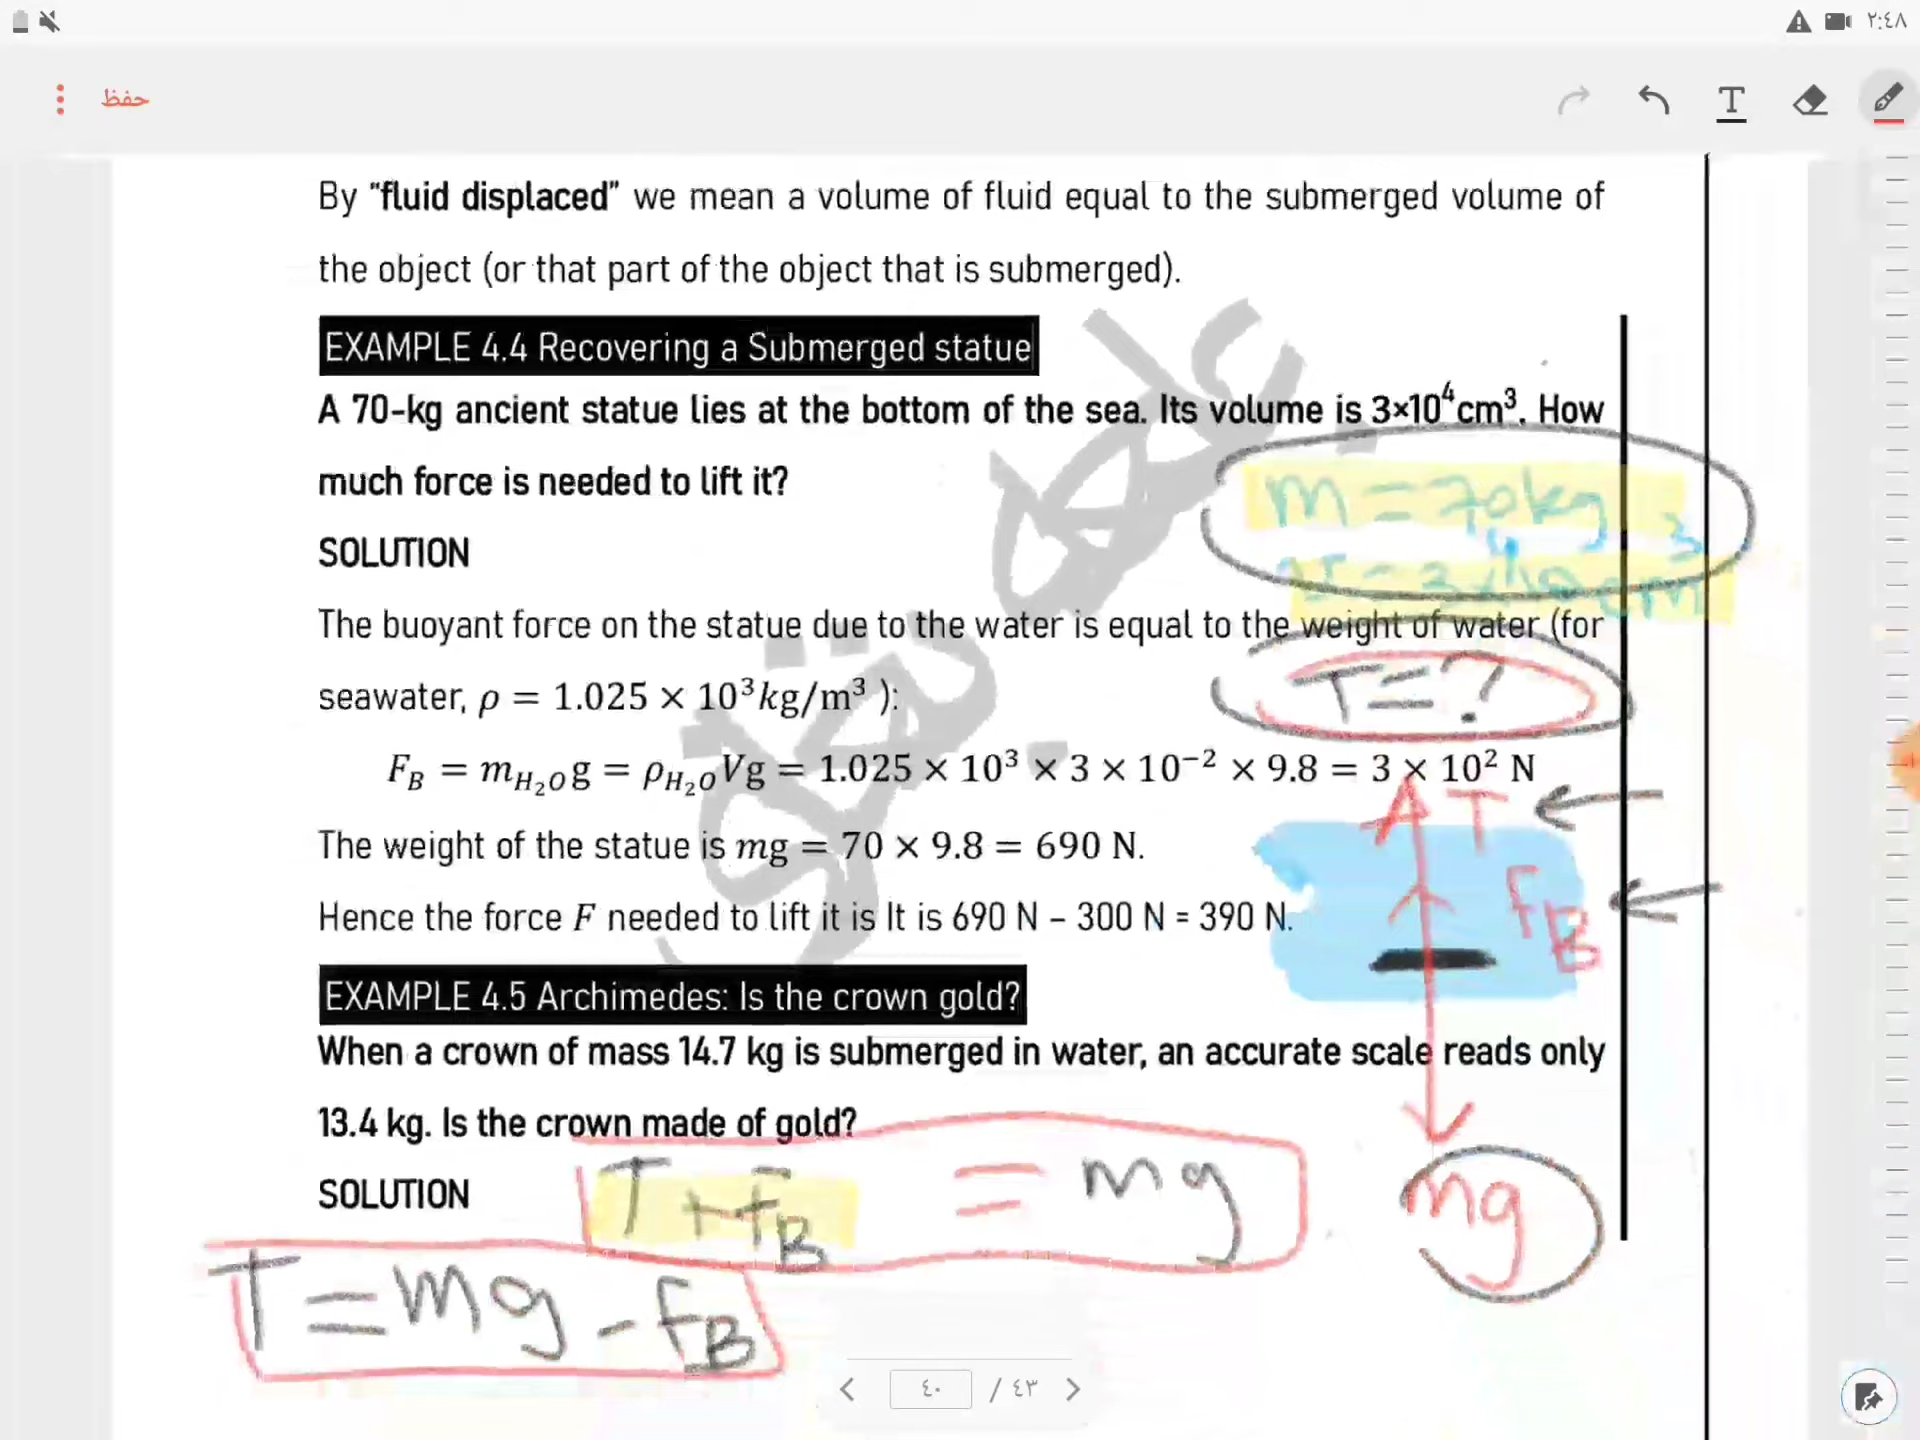 ٢:٤٨
حفظ
By "fluid displaced" we mean a volume of fluid equal to the submerged volume of
the object (or that part of the object that is submerged).
EXAMPLE 4.4 Recovering a Submerged statue
A 70-kg ancient statue lies at the bottom of the sea. Its volume is 3×10⁴cm³. How
much force is needed to lift it?
m = 70kg
SOLUTION
= 3×10⁴ cm³
The buoyant force on the statue due to the water is equal to the weight of water (for
T = ?
seawater, ρ = 1.025 × 10³kg/m³ ):
F_B = m_{H₂O}g = ρ_{H₂O}Vg = 1.025 × 10³ × 3 × 10⁻² × 9.8 = 3 × 10² N
T
The weight of the statue is mg = 70 × 9.8 = 690 N.
F_B
Hence the force F needed to lift it is It is 690 N – 300 N = 390 N.
EXAMPLE 4.5 Archimedes: Is the crown gold?
When a crown of mass 14.7 kg is submerged in water, an accurate scale reads only
13.4 kg. Is the crown made of gold?
SOLUTION
T + F_B = mg
mg
T = mg - F_B
٤٠ / ٤٣